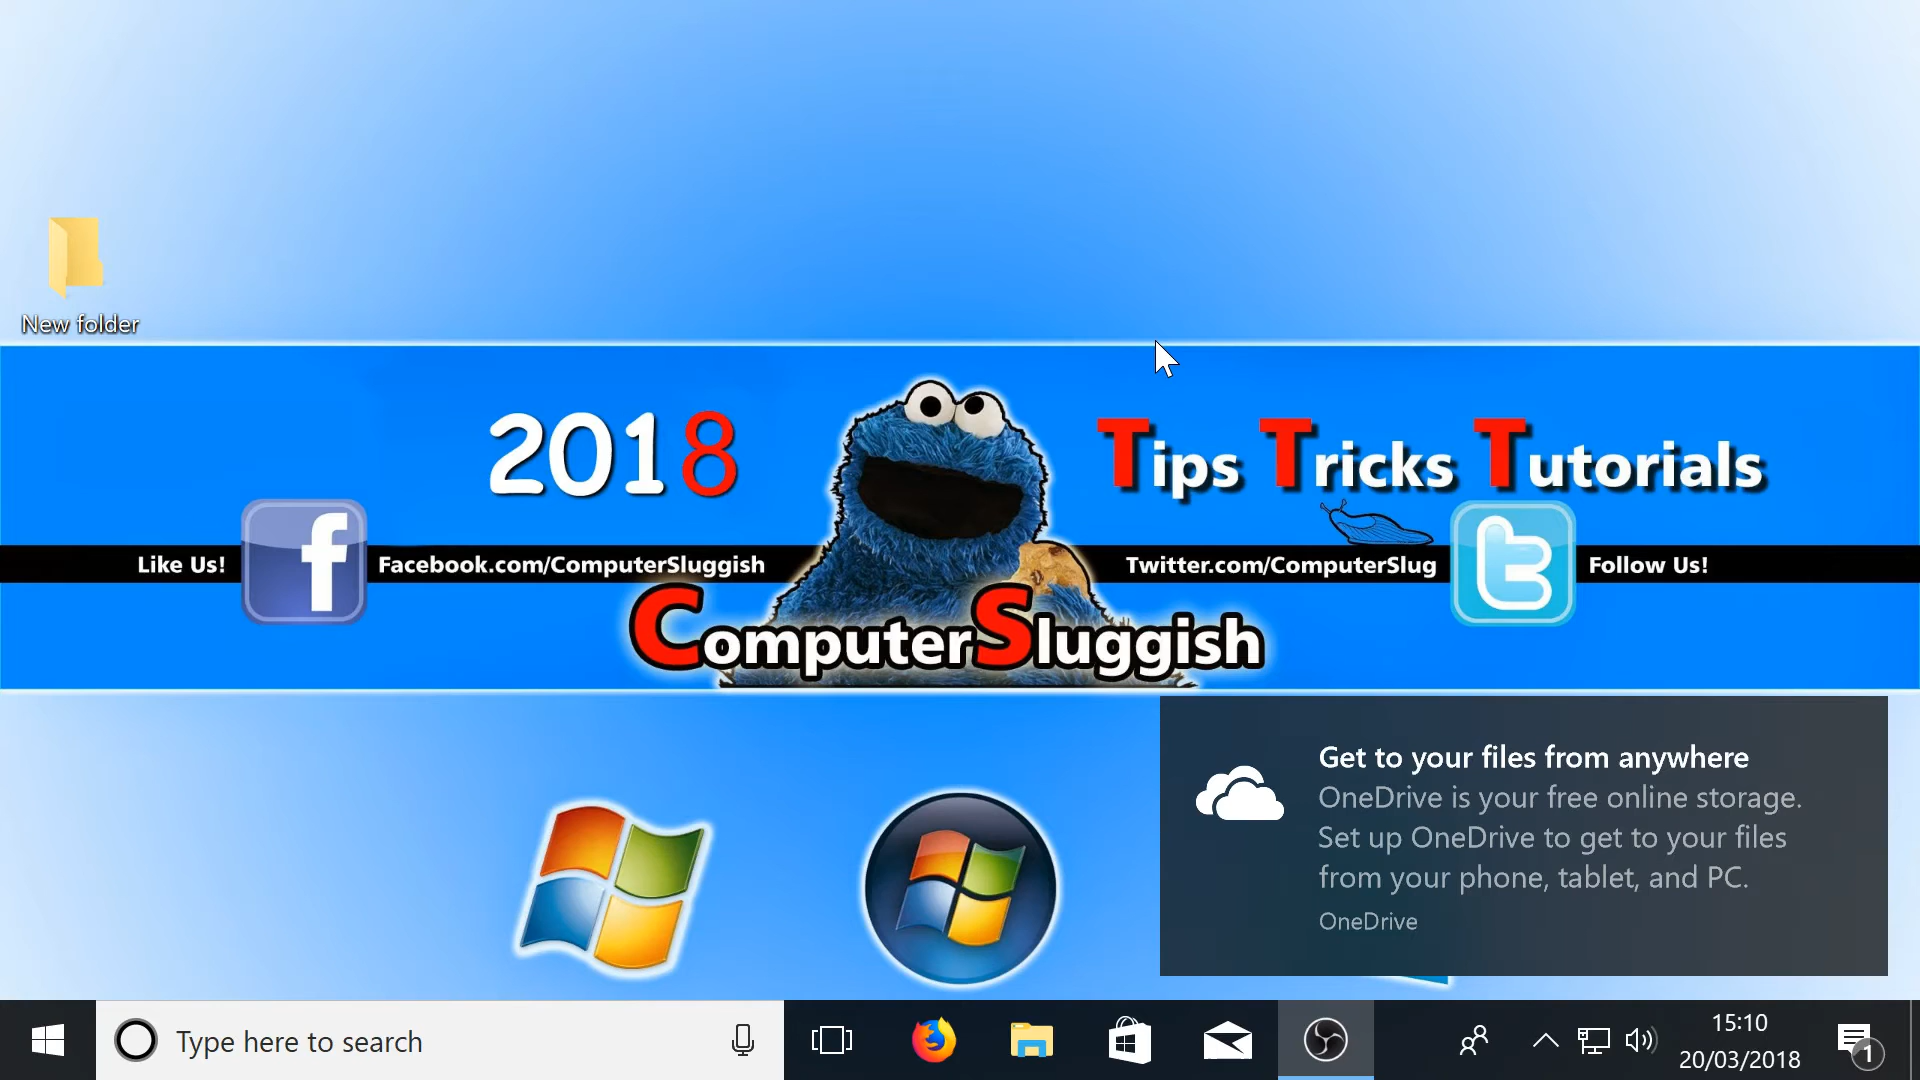 New folder
2018
Tips Tricks Tutorials
Like Us!
f
Facebook.com/ComputerSluggish
Twitter.com/ComputerSlug
t
Follow Us!
ComputerSluggish
Get to your files from anywhere
OneDrive is your free online storage.
Set up OneDrive to get to your files
from your phone, tablet, and PC.
OneDrive
Type here to search
15:10
20/03/2018
1